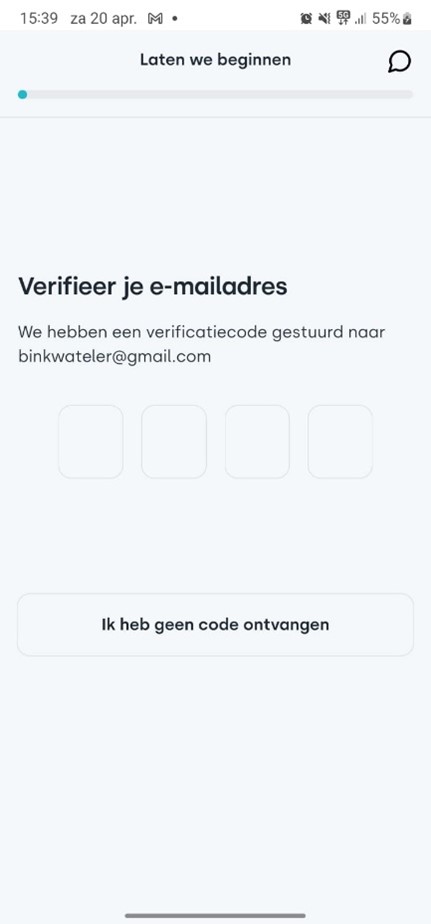 15:39 za 20 apr. • 5G 55%
Laten we beginnen
Verifieer je e-mailadres
We hebben een verificatiecode gestuurd naar
binkwateler@gmail.com
Ik heb geen code ontvangen